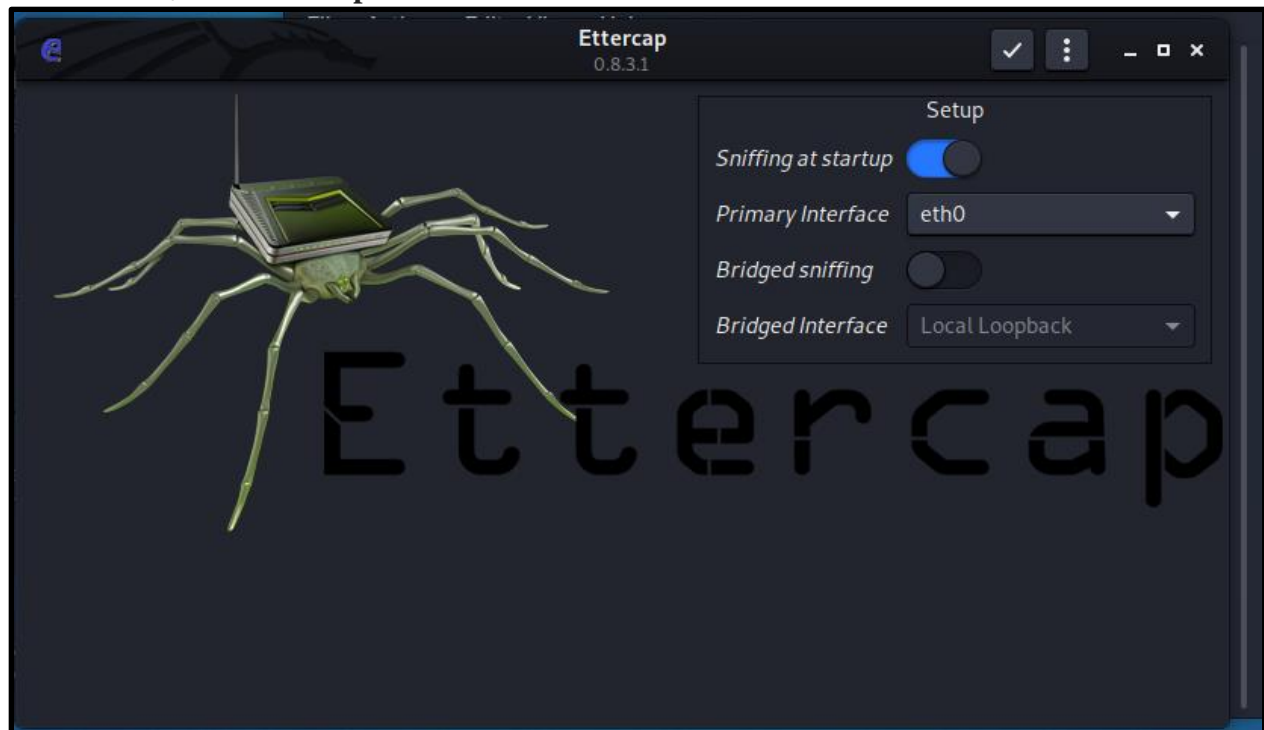 Ettercap
0.8.3.1
Setup
Sniffing at startup
Primary Interface eth0
Bridged sniffing
Bridged Interface Local Loopback
Ettercap